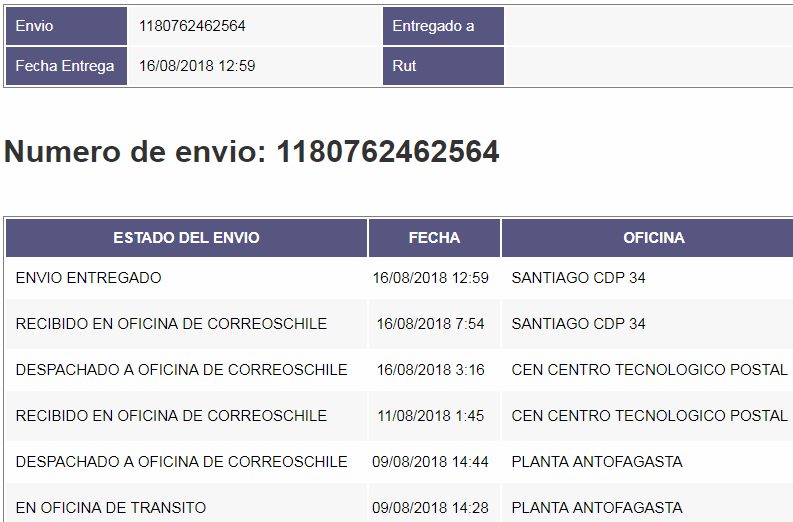 Envio 1180762462564 Entregado a
Fecha Entrega 16/08/2018 12:59 Rut
Numero de envio: 1180762462564
ESTADO DEL ENVIO FECHA OFICINA
ENVIO ENTREGADO 16/08/2018 12:59 SANTIAGO CDP 34
RECIBIDO EN OFICINA DE CORREOSCHILE 16/08/2018 7:54 SANTIAGO CDP 34
DESPACHADO A OFICINA DE CORREOSCHILE 16/08/2018 3:16 CEN CENTRO TECNOLOGICO POSTAL
RECIBIDO EN OFICINA DE CORREOSCHILE 11/08/2018 1:45 CEN CENTRO TECNOLOGICO POSTAL
DESPACHADO A OFICINA DE CORREOSCHILE 09/08/2018 14:44 PLANTA ANTOFAGASTA
EN OFICINA DE TRANSITO 09/08/2018 14:28 PLANTA ANTOFAGASTA